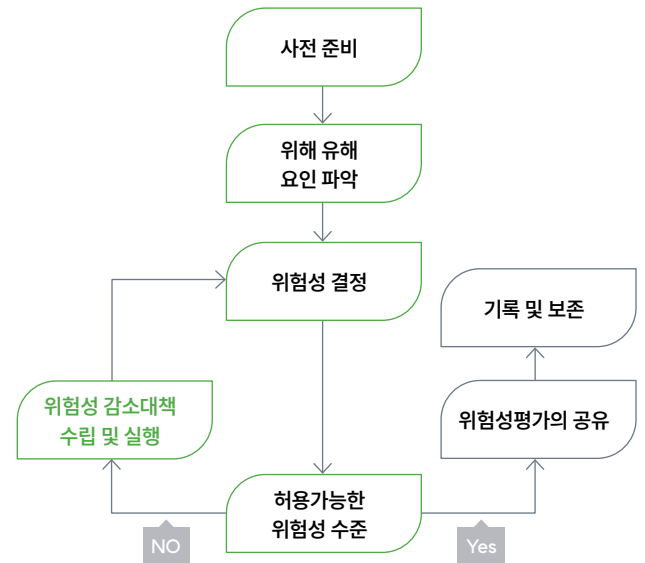 사전 준비
위해 유해
요인 파악
위험성 결정
기록 및 보존
위험성 감소대책
수립 및 실행
위험성평가의 공유
허용가능한
위험성 수준
NO
Yes